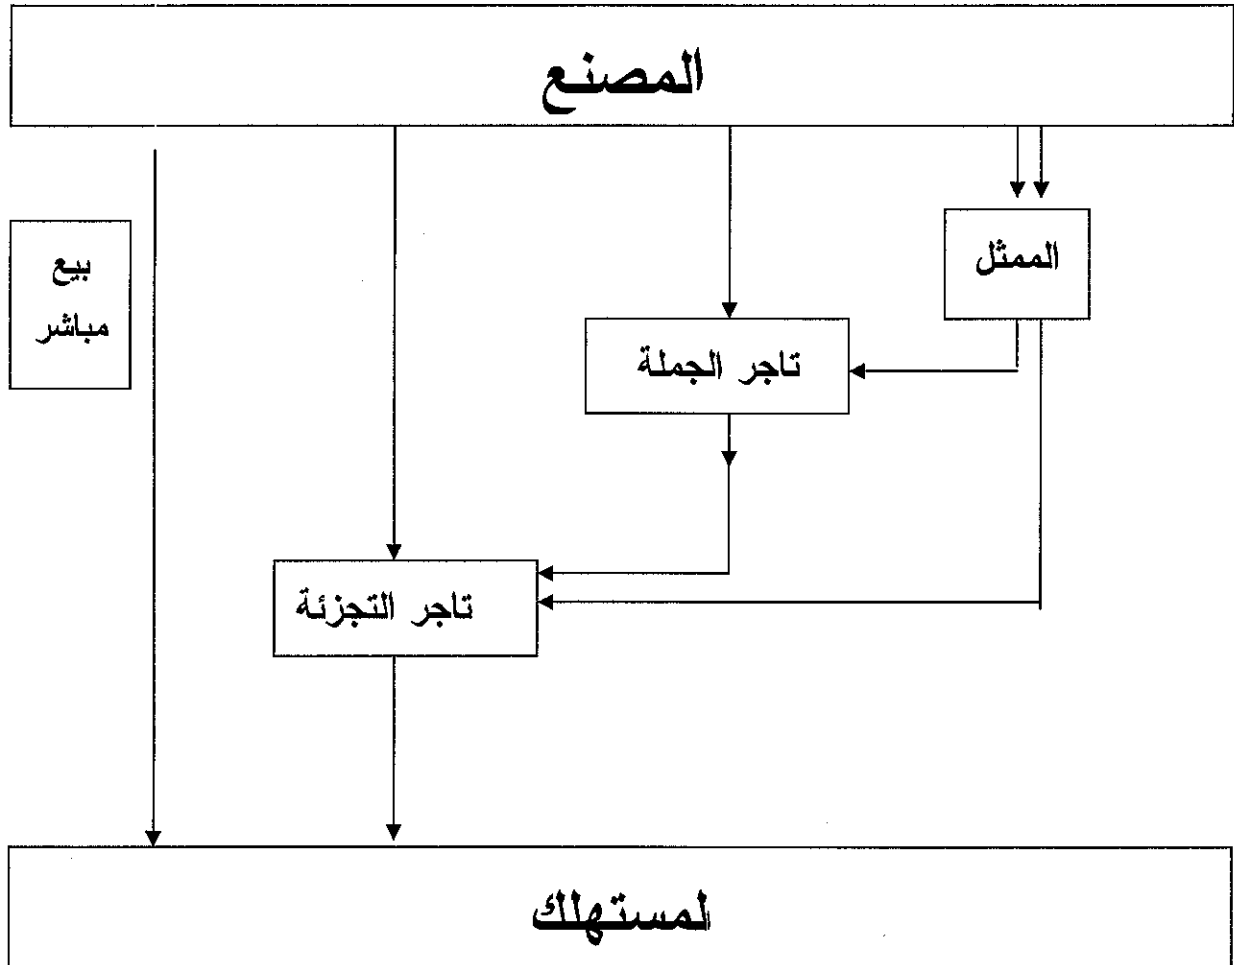 المصنع
الممثل
بيع
مباشر
تاجر الجملة
تاجر التجزئة
لمستهلك